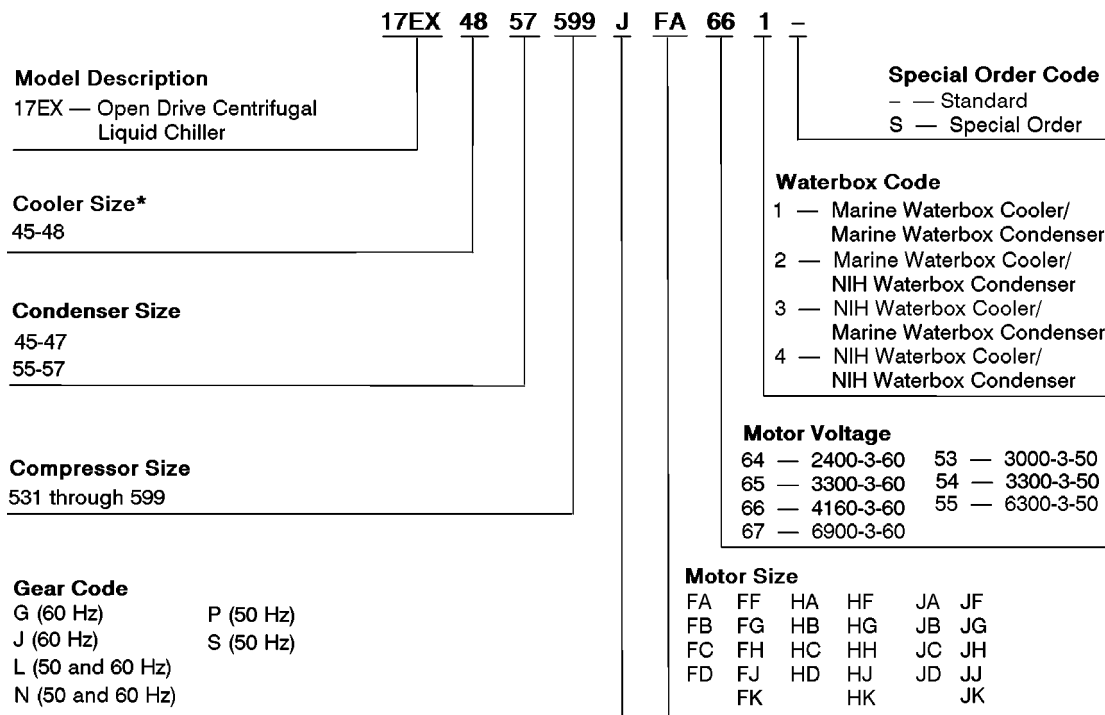 17EX 48 57 599 J FA 66 1 –
Model Description
17EX — Open Drive Centrifugal
Liquid Chiller
Cooler Size*
45-48
Condenser Size
45-47
55-57
Compressor Size
531 through 599
Gear Code
G (60 Hz) P (50 Hz)
J (60 Hz) S (50 Hz)
L (50 and 60 Hz)
N (50 and 60 Hz)
Special Order Code
– — Standard
S — Special Order
Waterbox Code
1 — Marine Waterbox Cooler/
Marine Waterbox Condenser
2 — Marine Waterbox Cooler/
NIH Waterbox Condenser
3 — NIH Waterbox Cooler/
Marine Waterbox Condenser
4 — NIH Waterbox Cooler/
NIH Waterbox Condenser
Motor Voltage
64 — 2400-3-60 53 — 3000-3-50
65 — 3300-3-60 54 — 3300-3-50
66 — 4160-3-60 55 — 6300-3-50
67 — 6900-3-60
Motor Size
FA FF HA HF JA JF
FB FG HB HG JB JG
FC FH HC HH JC JH
FD FJ HD HJ JD JJ
FK HK JK